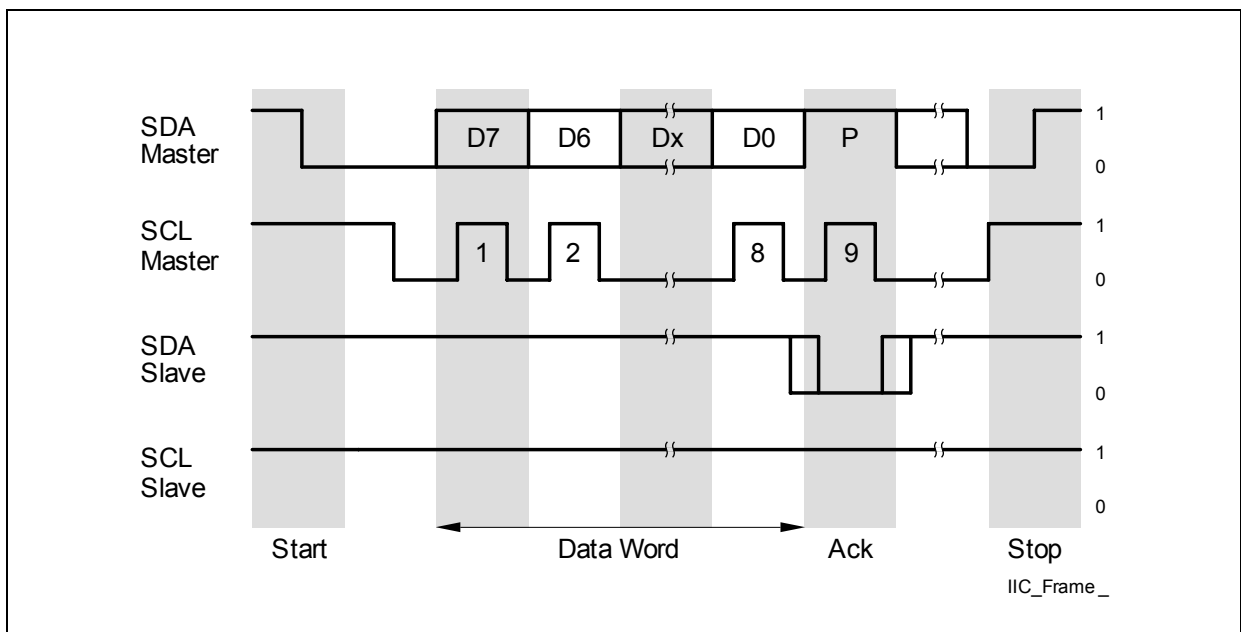 SDA
Master
D7 D6 Dx D0 P
1
0
SCL
Master
1 2 8 9
1
0
SDA
Slave
1
0
SCL
Slave
1
0
Start Data Word Ack Stop
IIC_Frame _